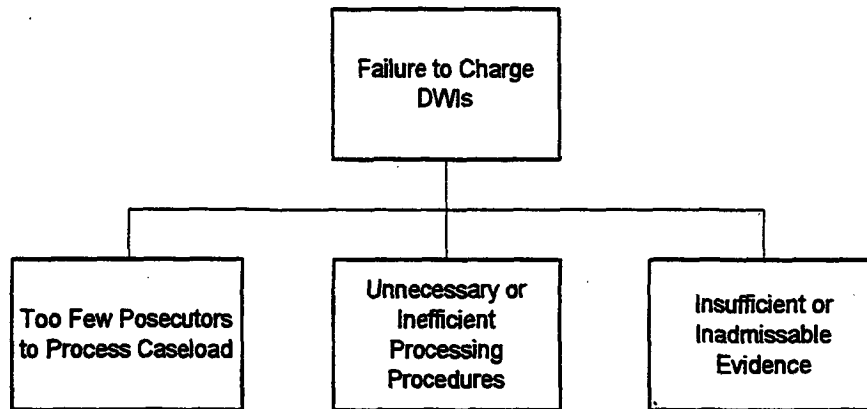 Failure to Charge
DWIs
Too Few Posecutors
to Process Caseload
Unnecessary or
Inefficient
Processing
Procedures
Insufficient or
Inadmissable
Evidence